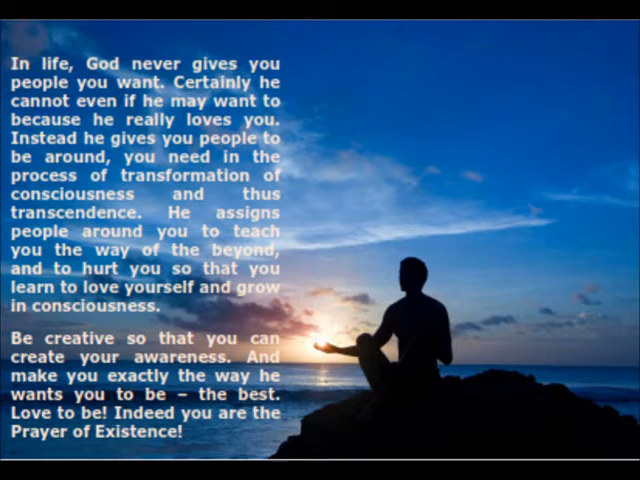 In life, God never gives you
people you want. Certainly he
cannot even if he may want to
because he really loves you.
Instead he gives you people to
be around, you need in the
process of transformation of
consciousness and thus
transcendence. He assigns
people around you to teach
you the way of the beyond,
and to hurt you so that you
learn to love yourself and grow
in consciousness.
Be creative so that you can
create your awareness. And
make you exactly the way he
wants you to be – the best.
Love to be! Indeed you are the
Prayer of Existence!